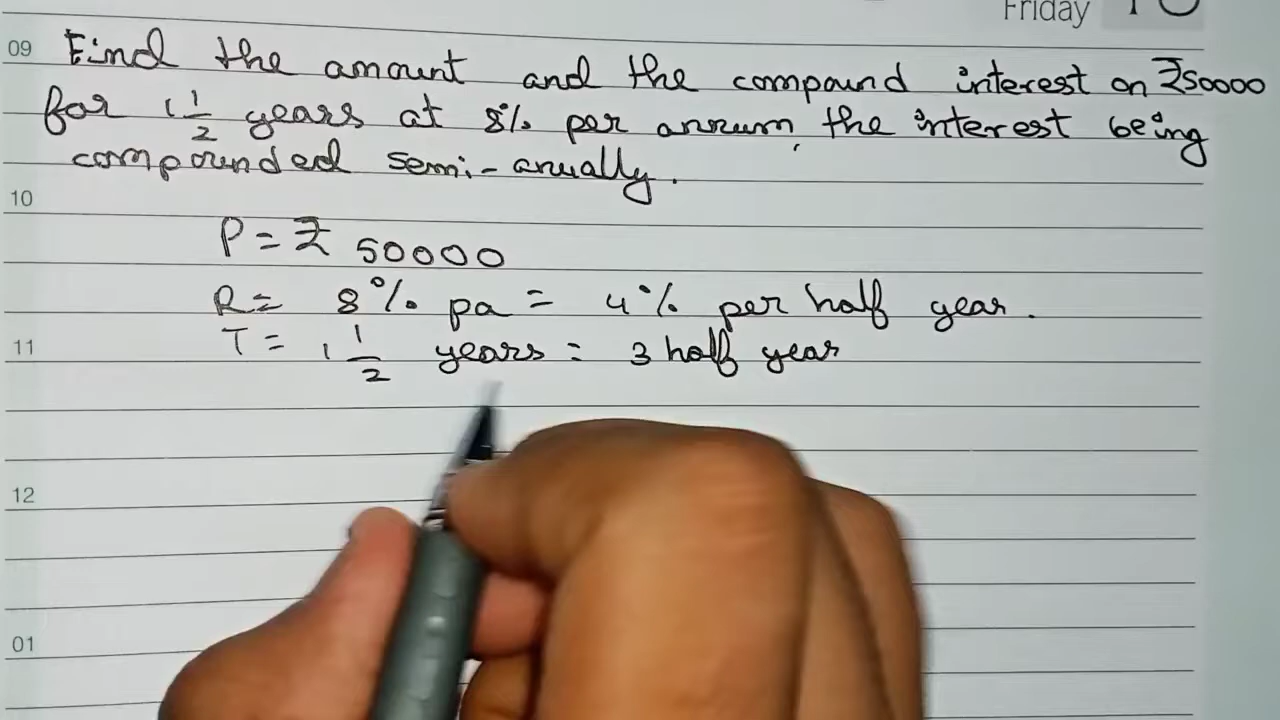 Friday
09 Find the amount and the compound interest on ₹50000
for 1 1/2 years at 8% per annum, the interest being
compounded semi-anually.
10
P = ₹ 50000
R = 8% pa = 4% per half year.
T = 1 1/2 years = 3 half year
11
12
01